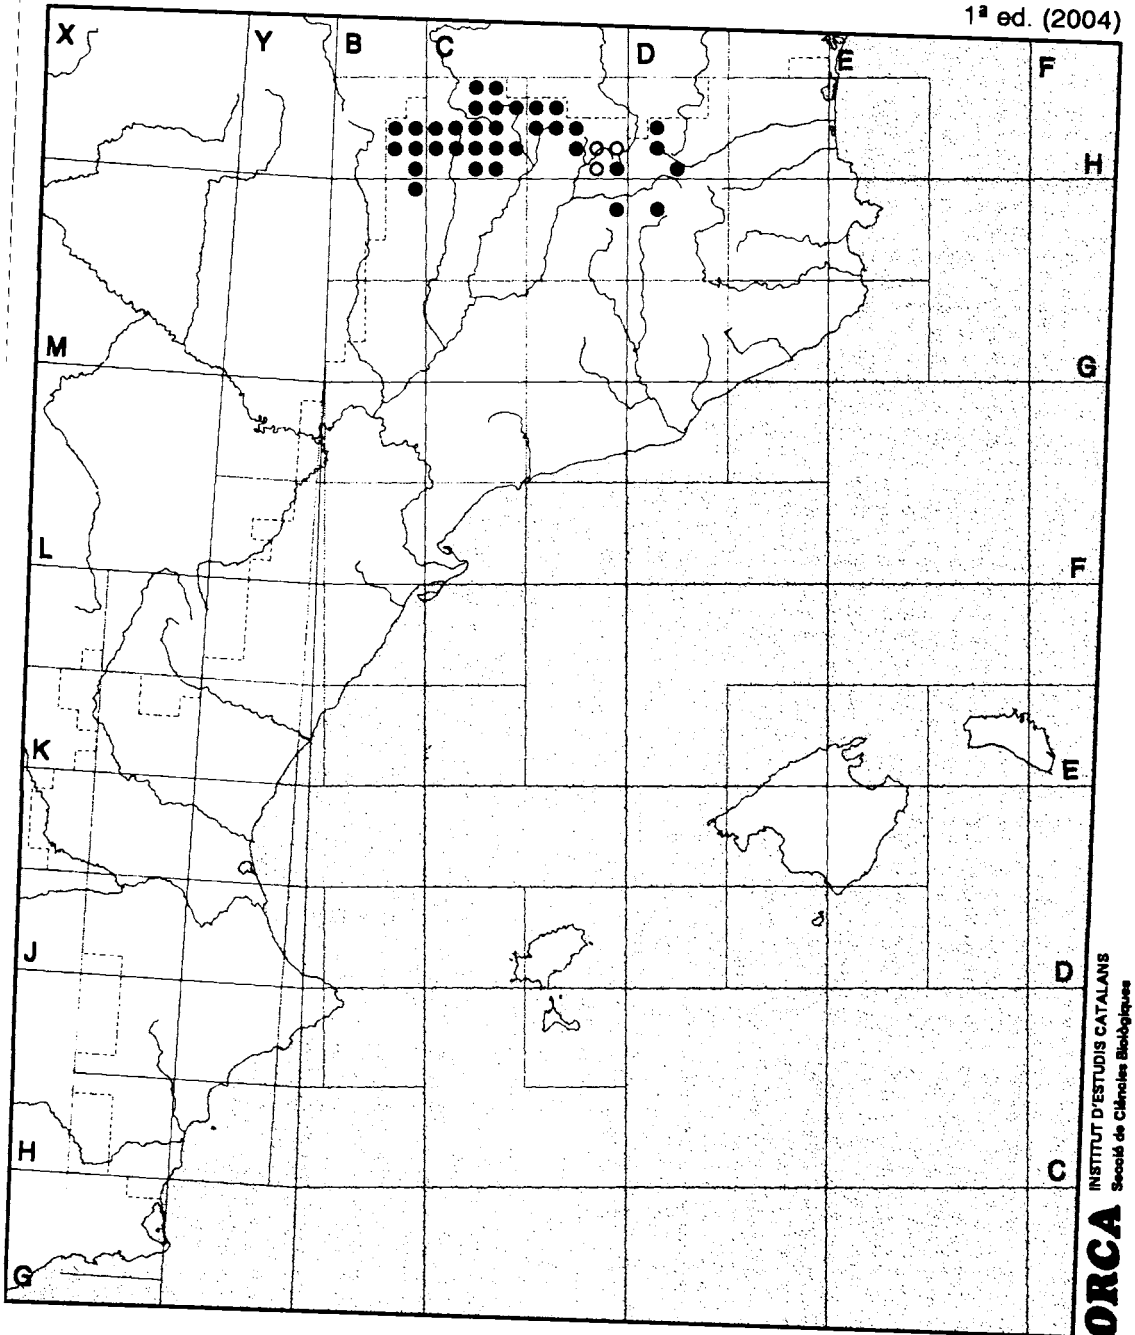 1ª ed. (2004)
X
Y
B
C
D
E
F
H
M
G
L
F
K
E
J
D
H
C
G
ORCA
INSTITUT D'ESTUDIS CATALANS
Secció de Ciències Biològiques